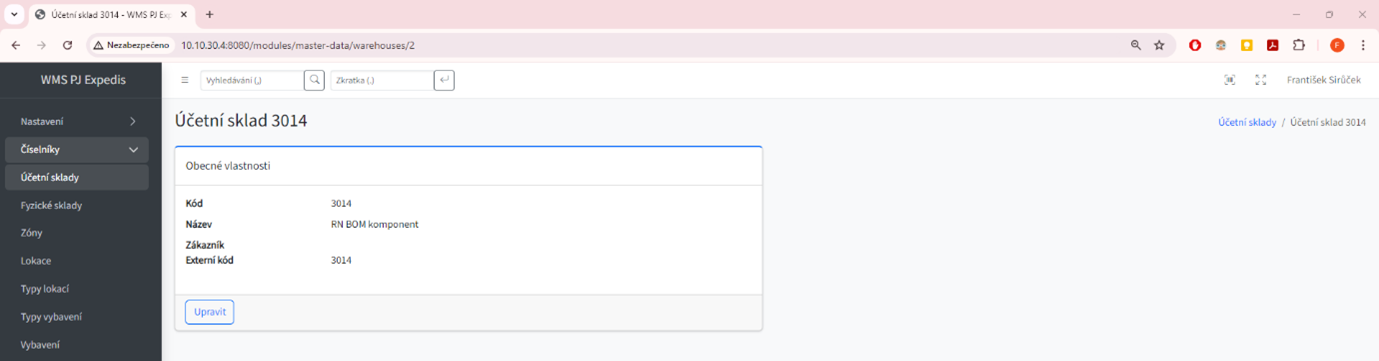 Účetní sklad 3014 - WMS PJ Exp
Nezabezpečeno 10.10.30.4:8080/modules/master-data/warehouses/2
F
WMS PJ Expedis
Vyhledávání (,)
Zkratka (.)
František Sirůček
Nastavení
Číselníky
Účetní sklady
Fyzické sklady
Zóny
Lokace
Typy lokací
Typy vybavení
Vybavení
Účetní sklad 3014
Účetní sklady / Účetní sklad 3014
Obecné vlastnosti
Kód 3014
Název RN BOM komponent
Zákazník
Externí kód 3014
Upravit